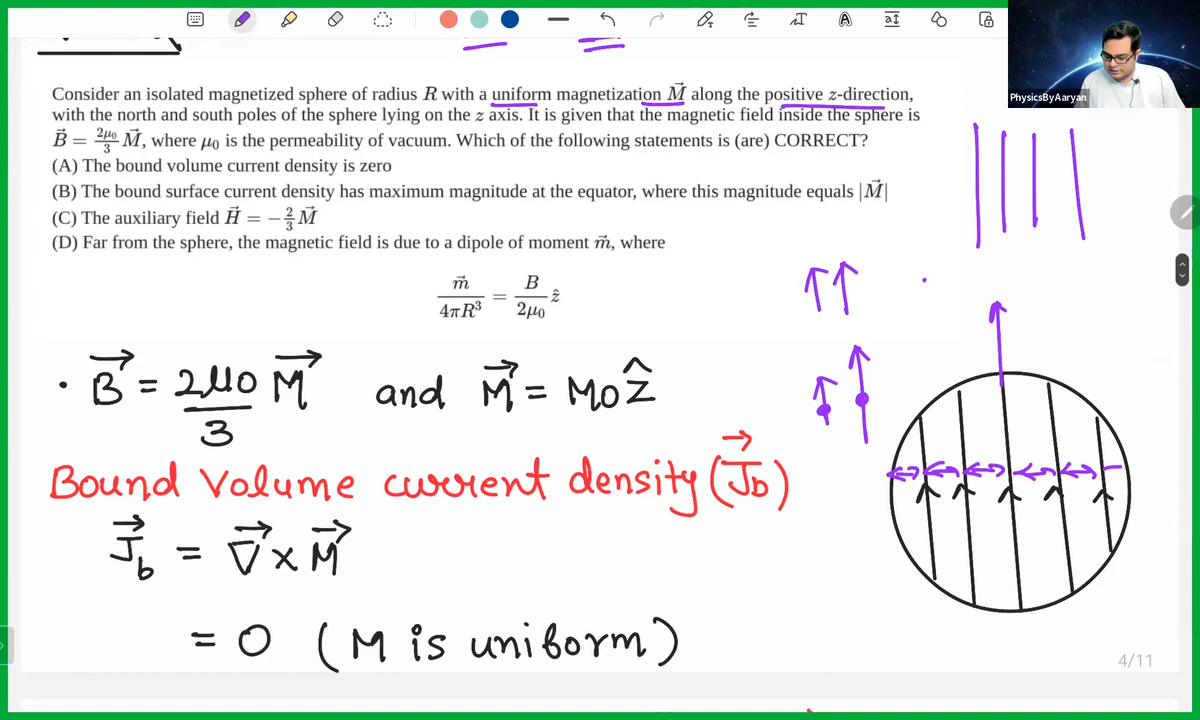 PhysicsByAaryan
Consider an isolated magnetized sphere of radius R with a uniform magnetization M⃗ along the positive z-direction,
with the north and south poles of the sphere lying on the z axis. It is given that the magnetic field inside the sphere is
B⃗ = 2μ₀/3 M⃗, where μ₀ is the permeability of vacuum. Which of the following statements is (are) CORRECT?
(A) The bound volume current density is zero
(B) The bound surface current density has maximum magnitude at the equator, where this magnitude equals |M⃗|
(C) The auxiliary field H⃗ = −2/3 M⃗
(D) Far from the sphere, the magnetic field is due to a dipole of moment m⃗, where
m⃗/4πR³ = B/2μ₀ ẑ
· B⃗ = 2μ₀/3 M⃗ and M⃗ = M₀ẑ
Bound Volume current density (J⃗b)
J⃗b = ∇⃗ × M⃗
= 0 (M is uniform)
4/11